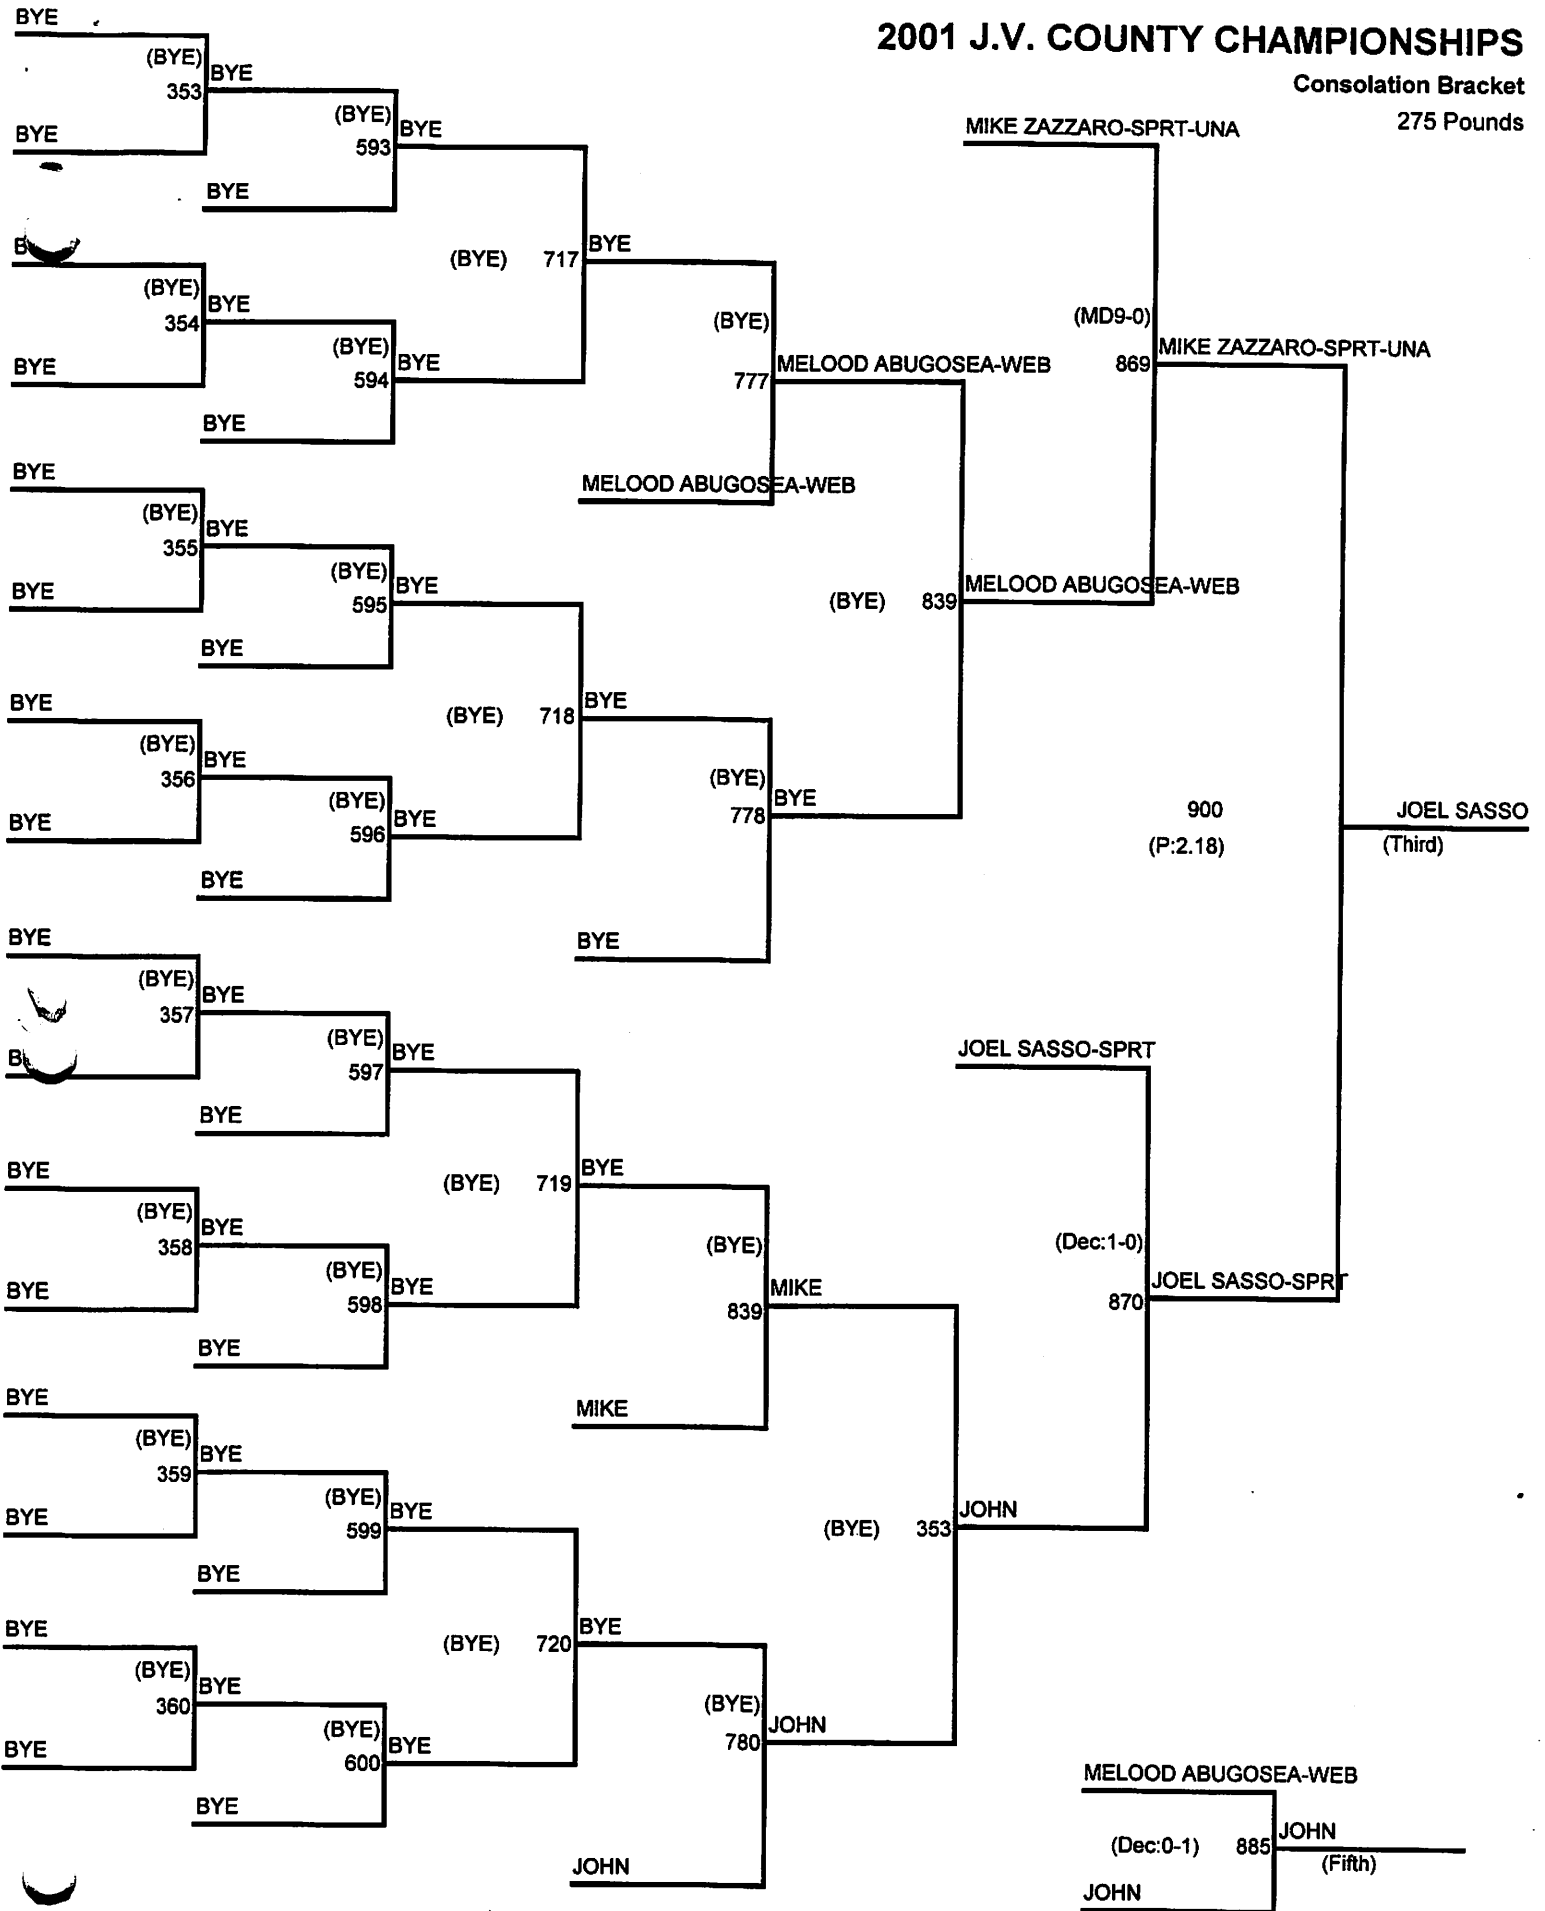 2001 J.V. COUNTY CHAMPIONSHIPS
Consolation Bracket
275 Pounds
BYE
(BYE)
353
BYE
BYE
(BYE)
593
BYE
BYE
(BYE)
354
BYE
BYE
(BYE)
594
BYE
BYE
(BYE) 717
BYE
(BYE)
777
MELOOD ABUGOSEA-WEB
MELOOD ABUGOSEA-WEB
BYE
(BYE)
355
BYE
BYE
(BYE)
595
BYE
BYE
BYE
(BYE)
356
BYE
BYE
(BYE)
596
BYE
BYE
(BYE) 718
BYE
(BYE)
778
BYE
BYE
(BYE) 839
MELOOD ABUGOSEA-WEB
MIKE ZAZZARO-SPRT-UNA
(MD9-0)
869
MIKE ZAZZARO-SPRT-UNA
BYE
(BYE)
357
BYE
(BYE)
597
BYE
BYE
BYE
(BYE)
358
BYE
BYE
(BYE)
598
BYE
BYE
(BYE) 719
BYE
(BYE)
839
MIKE
MIKE
BYE
(BYE)
359
BYE
BYE
(BYE)
599
BYE
BYE
BYE
(BYE)
360
BYE
BYE
(BYE)
600
BYE
BYE
(BYE) 720
BYE
(BYE)
780
JOHN
JOHN
(BYE) 353
JOHN
JOEL SASSO-SPRT
(Dec:1-0)
870
JOEL SASSO-SPRT
900
(P:2.18)
JOEL SASSO
(Third)
MELOOD ABUGOSEA-WEB
(Dec:0-1) 885
JOHN
(Fifth)
JOHN